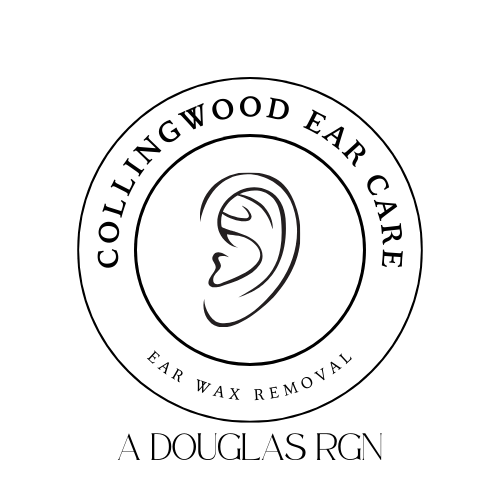 COLLINGWOOD EAR CARE
EAR WAX REMOVAL
A DOUGLAS RGN